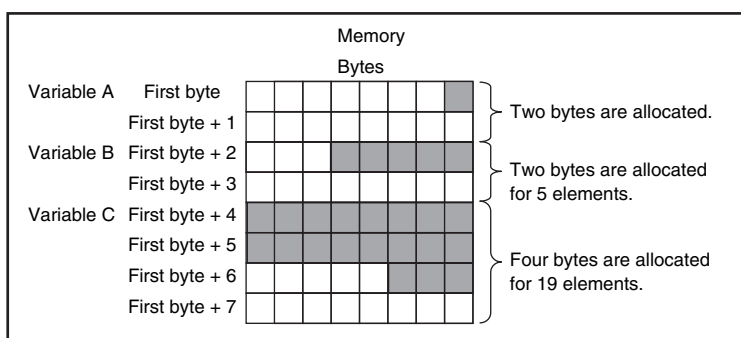 Memory
Bytes
Variable A First byte
First byte + 1
Two bytes are allocated.
Variable B First byte + 2
First byte + 3
Two bytes are allocated
for 5 elements.
Variable C First byte + 4
First byte + 5
First byte + 6
First byte + 7
Four bytes are allocated
for 19 elements.